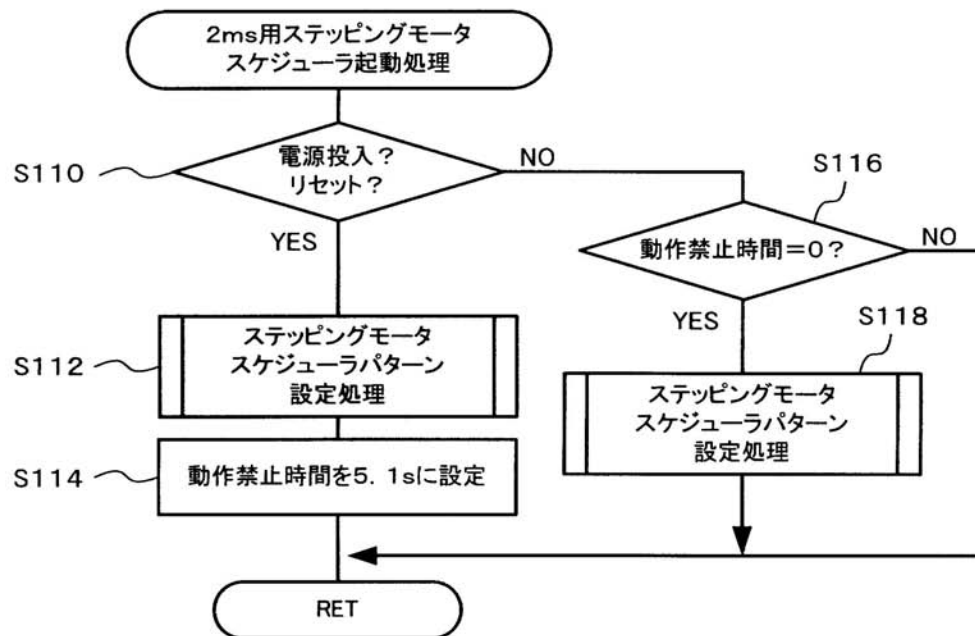 2ms用ステッピングモータ
スケジューラ起動処理
S110
電源投入?
リセット?
NO
YES
S116
動作禁止時間=0?
NO
YES
S112
ステッピングモータ
スケジューラパターン
設定処理
S118
ステッピングモータ
スケジューラパターン
設定処理
S114
動作禁止時間を5.1sに設定
RET